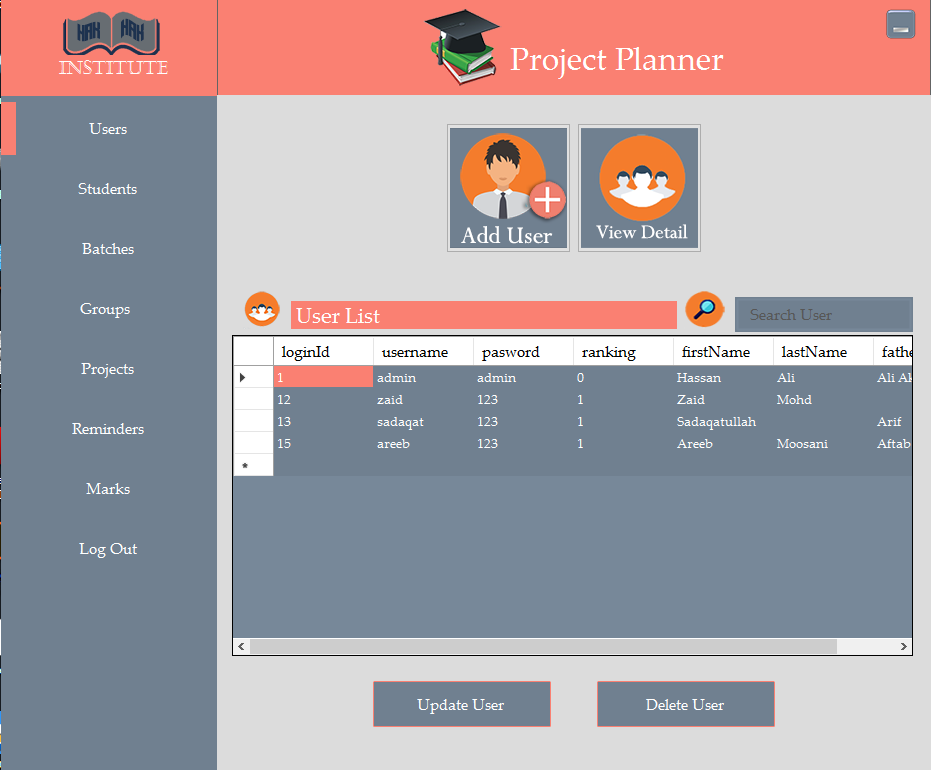 HAH HAH
INSTITUTE
Project Planner
Users
Students
Batches
Groups
Projects
Reminders
Marks
Log Out
Add User
View Detail
User List
Search User
loginId username pasword ranking firstName lastName fathe
1 admin admin 0 Hassan Ali Ali Ak
12 zaid 123 1 Zaid Mohd
13 sadaqat 123 1 Sadaqatullah Arif
15 areeb 123 1 Areeb Moosani Aftab
Update User
Delete User